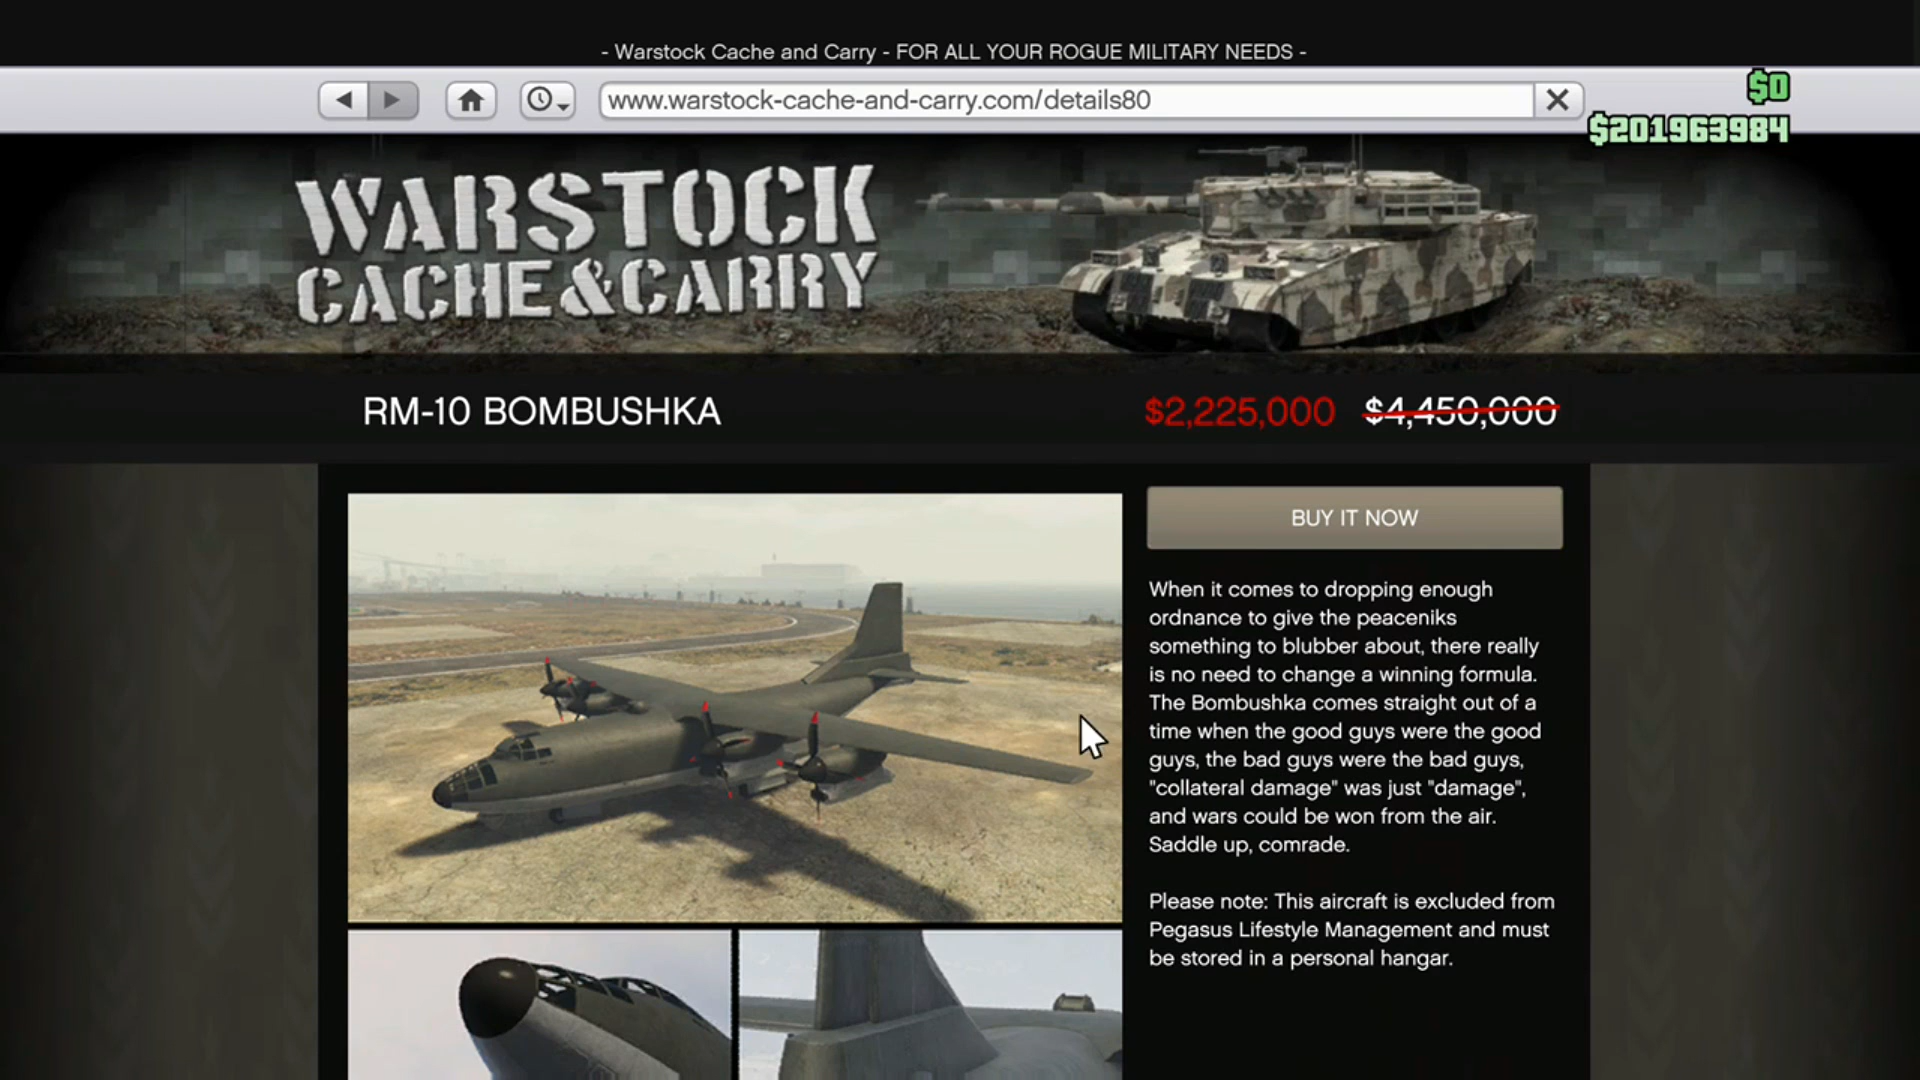 - Warstock Cache and Carry - FOR ALL YOUR ROGUE MILITARY NEEDS -
www.warstock-cache-and-carry.com/details80
$0
$201963984
WARSTOCK
CACHE&CARRY
RM-10 BOMBUSHKA $2,225,000 $4,450,000
BUY IT NOW
When it comes to dropping enough
ordnance to give the peaceniks
something to blubber about, there really
is no need to change a winning formula.
The Bombushka comes straight out of a
time when the good guys were the good
guys, the bad guys were the bad guys,
"collateral damage" was just "damage",
and wars could be won from the air.
Saddle up, comrade.
Please note: This aircraft is excluded from
Pegasus Lifestyle Management and must
be stored in a personal hangar.